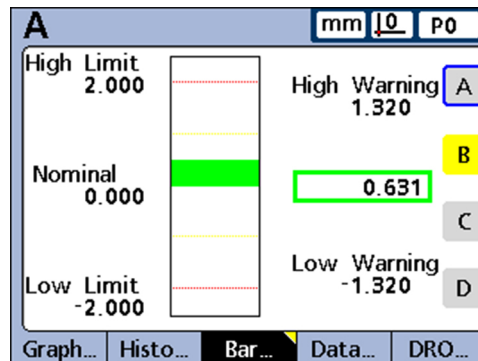 A
mm 0 P0
High Limit
2.000
High Warning
1.320
A
B
Nominal
0.000
0.631
C
Low Warning
-1.320
D
Low Limit
-2.000
Graph... Histo... Bar... Data... DRO...